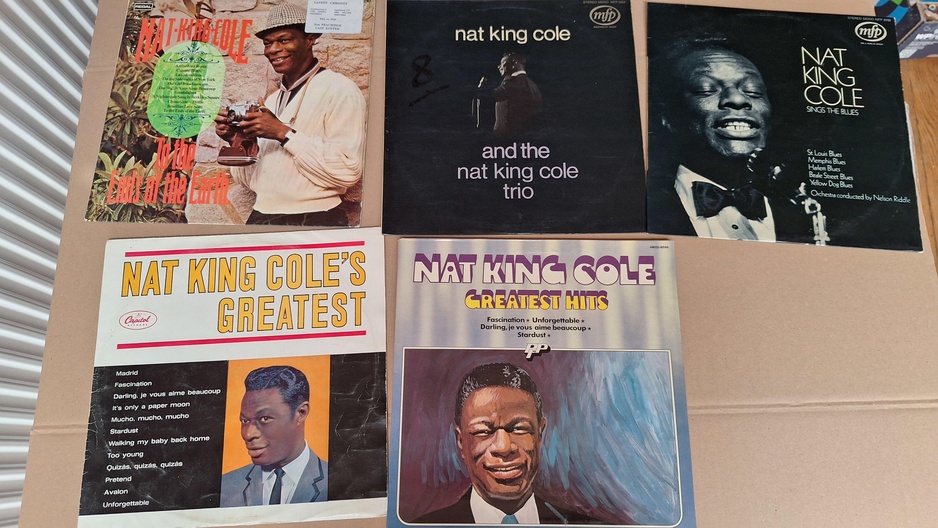 REGAL
NAT KING COLE
To the
Ends of the Earth
mfp
nat king cole
8
and the
nat king cole
trio
mfp
NAT
KING
COLE
SINGS THE BLUES
St Louis Blues
Memphis Blues
Harlem Blues
Beale Street Blues
Yellow Dog Blues
Orchestra conducted by Nelson Riddle
NAT KING COLE'S
GREATEST
Capitol
RECORDS
Madrid
Fascination
Darling, je vous aime beaucoup
It's only a paper moon
Mucho, mucho, mucho
Stardust
Walking my baby back home
Too young
Quizás, quizás, quizás
Pretend
Avalon
Unforgettable
NAT KING COLE
GREATEST HITS
Fascination • Unforgettable •
Darling, je vous aime beaucoup •
Stardust •